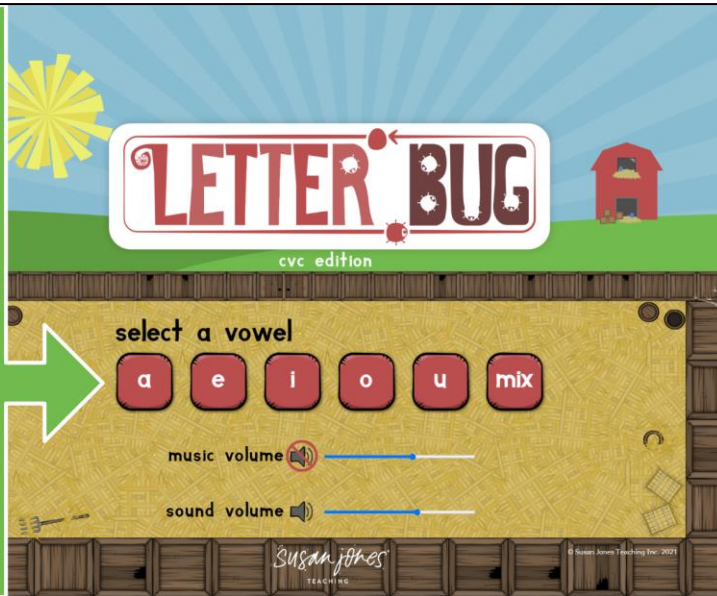 LETTER BUG
cvc edition
select a vowel
a e i o u mix
music volume
sound volume
Susan Jones
TEACHING
© Susan Jones Teaching Inc. 2021